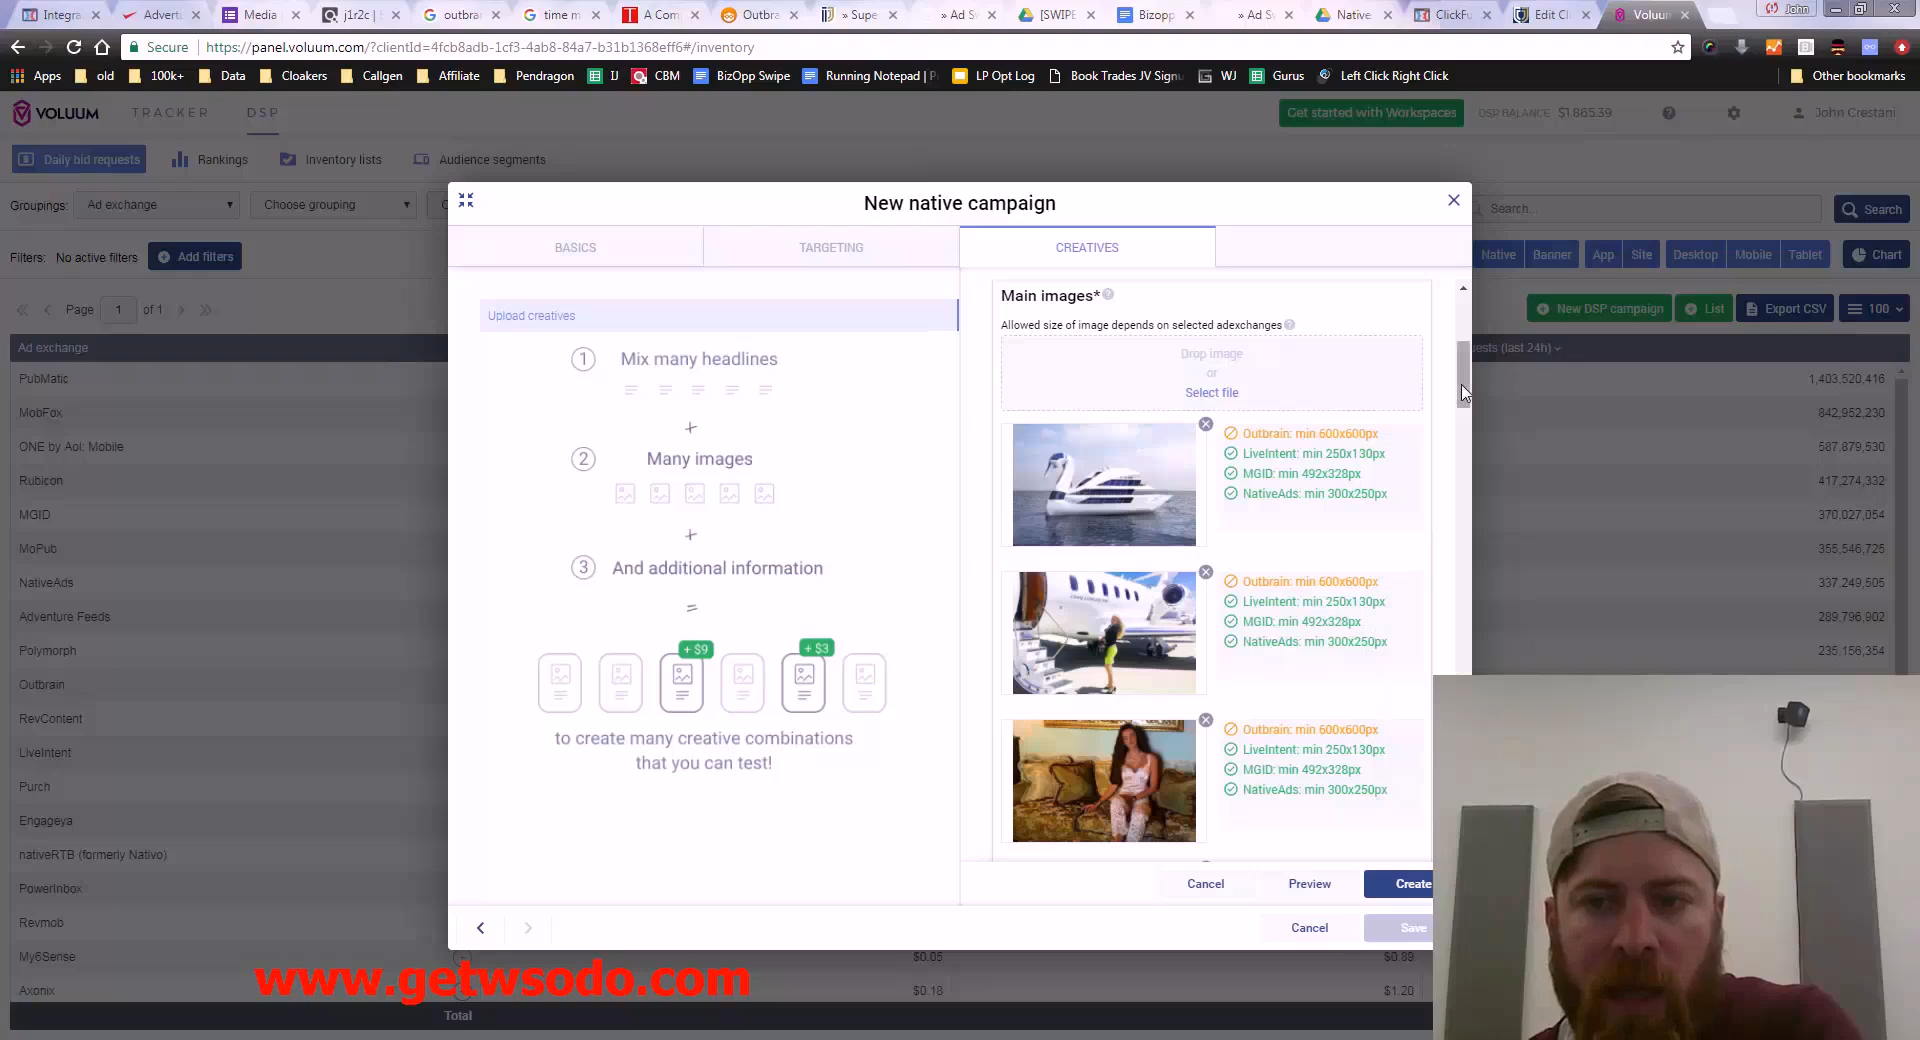 Integra
Advert
Media
j1r2c |
outbra
time m
A Com
Outbra
» Supe
» Ad Sw
[SWIPE
Bizopp
» Ad Sw
Native
ClickFu
Edit Cl
Voluum
John
Secure
https://panel.voluum.com/?clientId=4fcb8adb-1cf3-4ab8-84a7-b31b1368eff6#/inventory
Apps old 100k+ Data Cloakers Callgen Affiliate Pendragon IJ CBM BizOpp Swipe Running Notepad | P LP Opt Log Book Trades JV Signu WJ Gurus Left Click Right Click Other bookmarks
VOLUUM TRACKER DSP Get started with Workspaces DSP BALANCE $1,865.39 John Crestani
Daily bid requests Rankings Inventory lists Audience segments
Groupings: Ad exchange Choose grouping Search... Search
Filters: No active filters Add filters Native Banner App Site Desktop Mobile Tablet Chart
Page 1 of 1 New DSP campaign List Export CSV 100
Ad exchange ests (last 24h)
PubMatic 1,403,520,416
MobFox 842,952,230
ONE by Aol: Mobile 587,879,530
Rubicon 417,274,332
MGID 370,027,054
MoPub 355,546,725
NativeAds 337,249,505
Adventure Feeds 289,796,902
Polymorph 235,156,354
Outbrain
RevContent
LiveIntent
Purch
Engageya
nativeRTB (formerly Nativo)
PowerInbox
Revmob
My6Sense $0.05 $0.89
Axonix $0.18 $1.20
Total
New native campaign
BASICS TARGETING CREATIVES
Upload creatives
1 Mix many headlines
+
2 Many images
+
3 And additional information
=
+ $9 + $3
to create many creative combinations
that you can test!
Main images*
Allowed size of image depends on selected adexchanges
Drop image
or
Select file
Outbrain: min 600x600px
LiveIntent: min 250x130px
MGID: min 492x328px
NativeAds: min 300x250px
Outbrain: min 600x600px
LiveIntent: min 250x130px
MGID: min 492x328px
NativeAds: min 300x250px
Outbrain: min 600x600px
LiveIntent: min 250x130px
MGID: min 492x328px
NativeAds: min 300x250px
Cancel Preview Create
Cancel Save
www.getwsodo.com